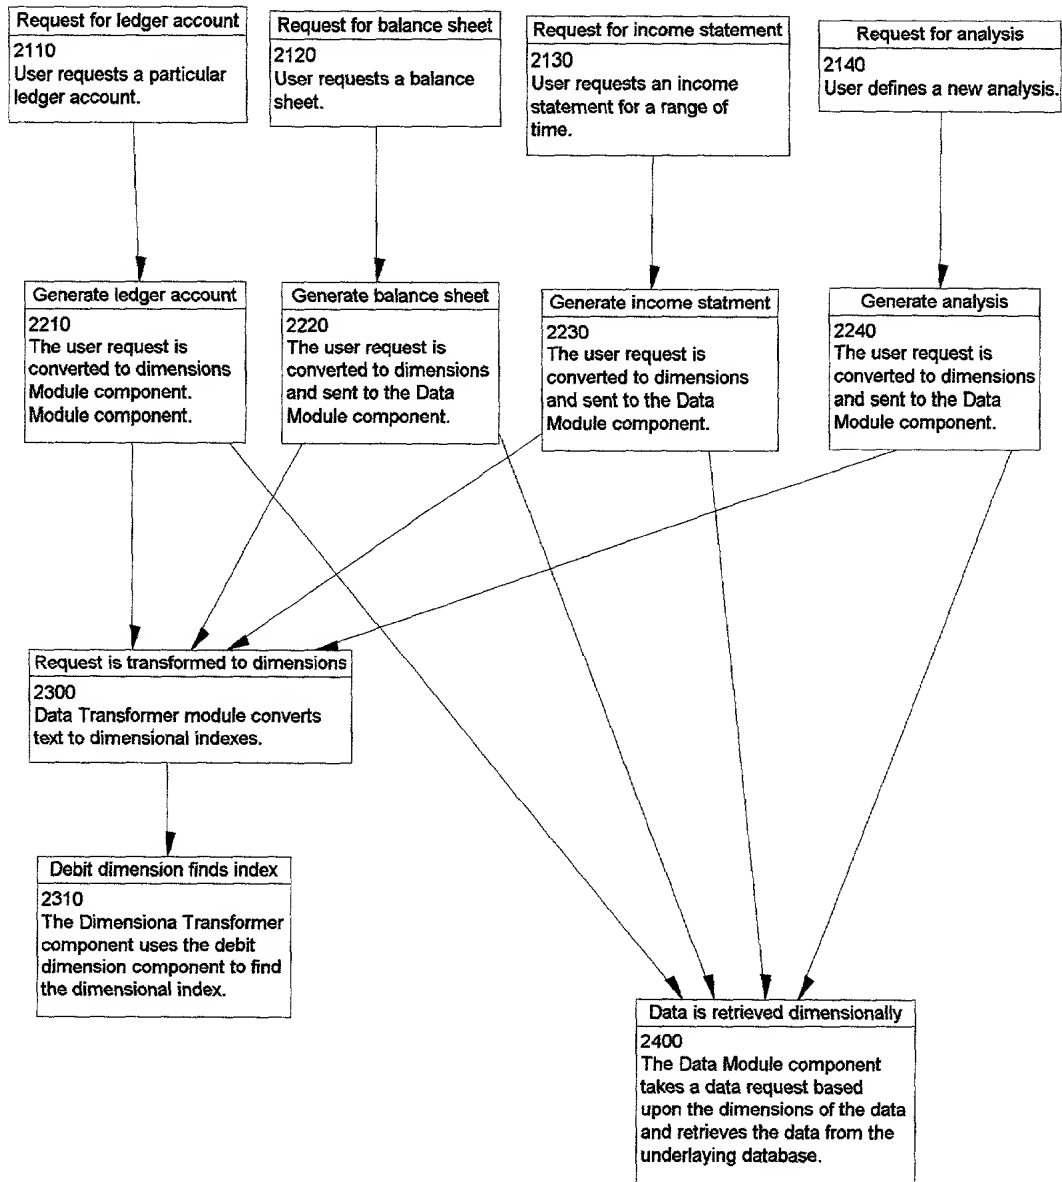 Request for ledger account
2110
User requests a particular
ledger account.
Request for balance sheet
2120
User requests a balance
sheet.
Request for income statement
2130
User requests an income
statement for a range of
time.
Request for analysis
2140
User defines a new analysis.
Generate ledger account
2210
The user request is
converted to dimensions
Module component.
Module component.
Generate balance sheet
2220
The user request is
converted to dimensions
and sent to the Data
Module component.
Generate income statment
2230
The user request is
converted to dimensions
and sent to the Data
Module component.
Generate analysis
2240
The user request is
converted to dimensions
and sent to the Data
Module component.
Request is transformed to dimensions
2300
Data Transformer module converts
text to dimensional indexes.
Debit dimension finds index
2310
The Dimensiona Transformer
component uses the debit
dimension component to find
the dimensional index.
Data is retrieved dimensionally
2400
The Data Module component
takes a data request based
upon the dimensions of the data
and retrieves the data from the
underlaying database.